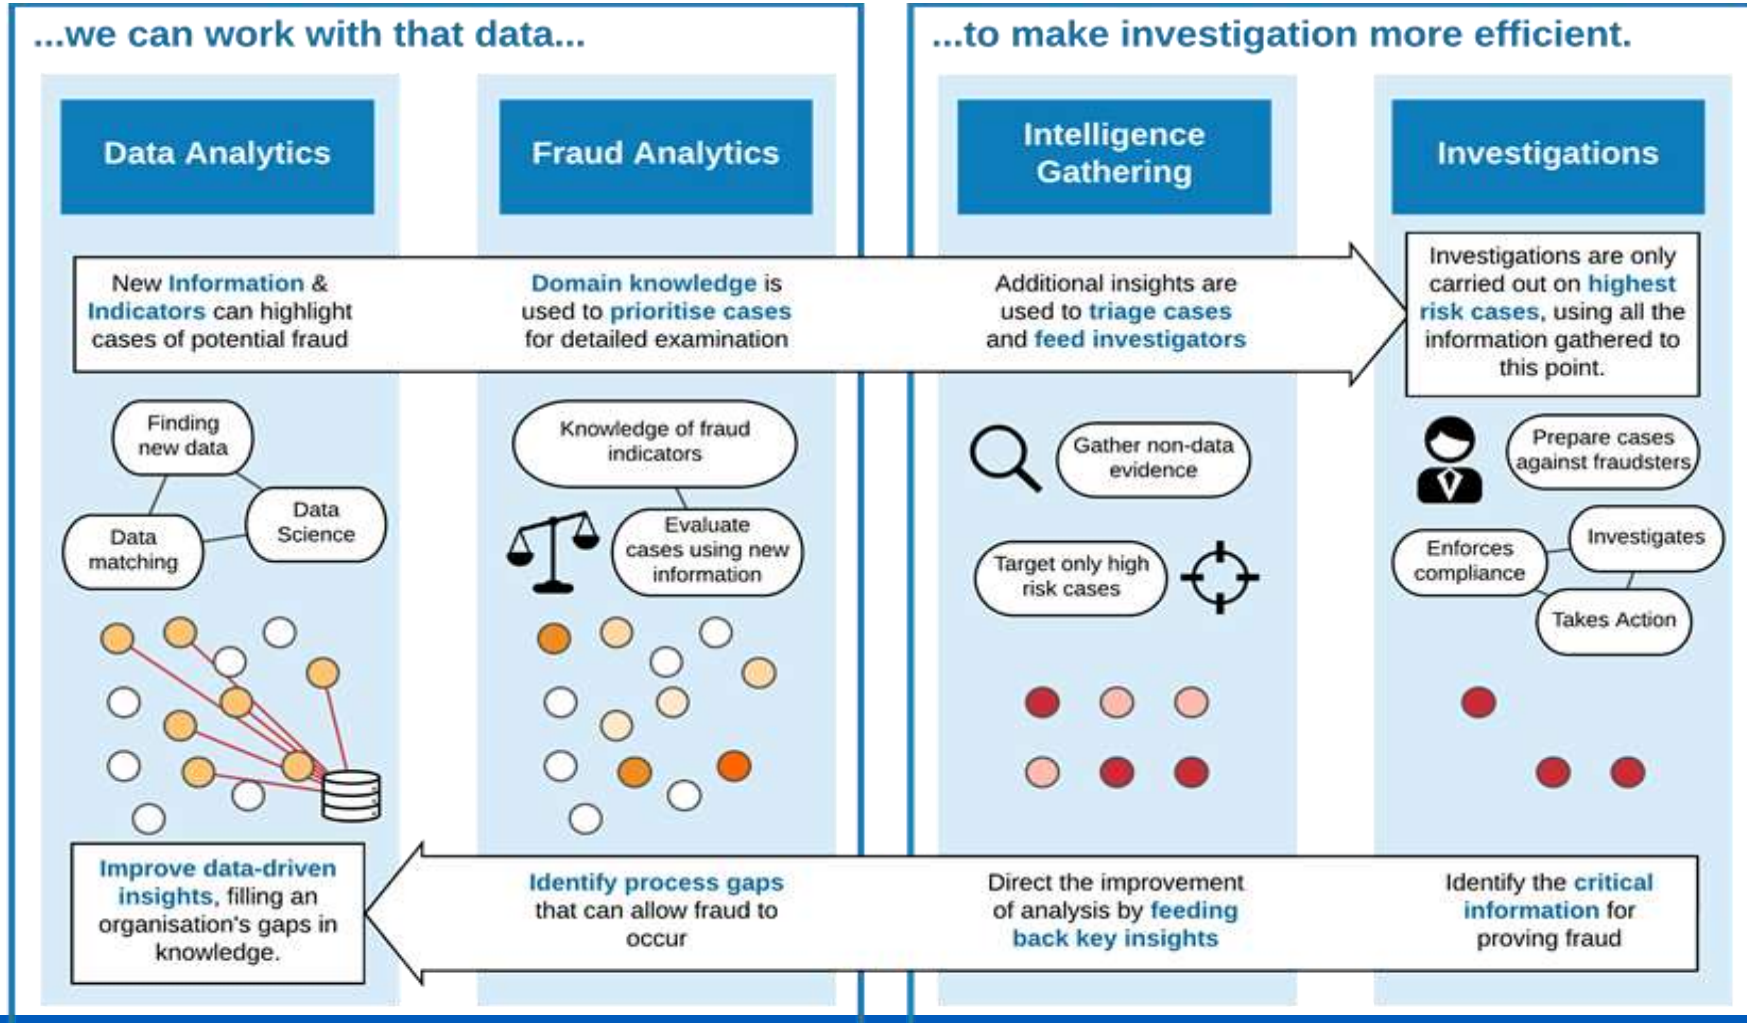 ...we can work with that data...
...to make investigation more efficient.
Data Analytics
Fraud Analytics
Intelligence
Gathering
Investigations
New Information &
Indicators can highlight
cases of potential fraud
Domain knowledge is
used to prioritise cases
for detailed examination
Additional insights are
used to triage cases
and feed investigators
Investigations are only
carried out on highest
risk cases, using all the
information gathered to
this point.
Finding
new data
Data
Science
Data
matching
Knowledge of fraud
indicators
Evaluate
cases using new
information
Gather non-data
evidence
Target only high
risk cases
Prepare cases
against fraudsters
Investigates
Enforces
compliance
Takes Action
Improve data-driven
insights, filling an
organisation's gaps in
knowledge.
Identify process gaps
that can allow fraud to
occur
Direct the improvement
of analysis by feeding
back key insights
Identify the critical
information for
proving fraud